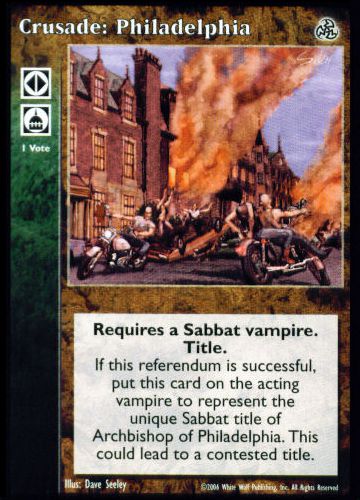 Crusade: Philadelphia
1 Vote
Requires a Sabbat vampire.
Title.
If this referendum is successful,
put this card on the acting
vampire to represent the
unique Sabbat title of
Archbishop of Philadelphia. This
could lead to a contested title.
Illus: Dave Seeley
©2006 White Wolf Publishing, Inc. All Rights Reserved